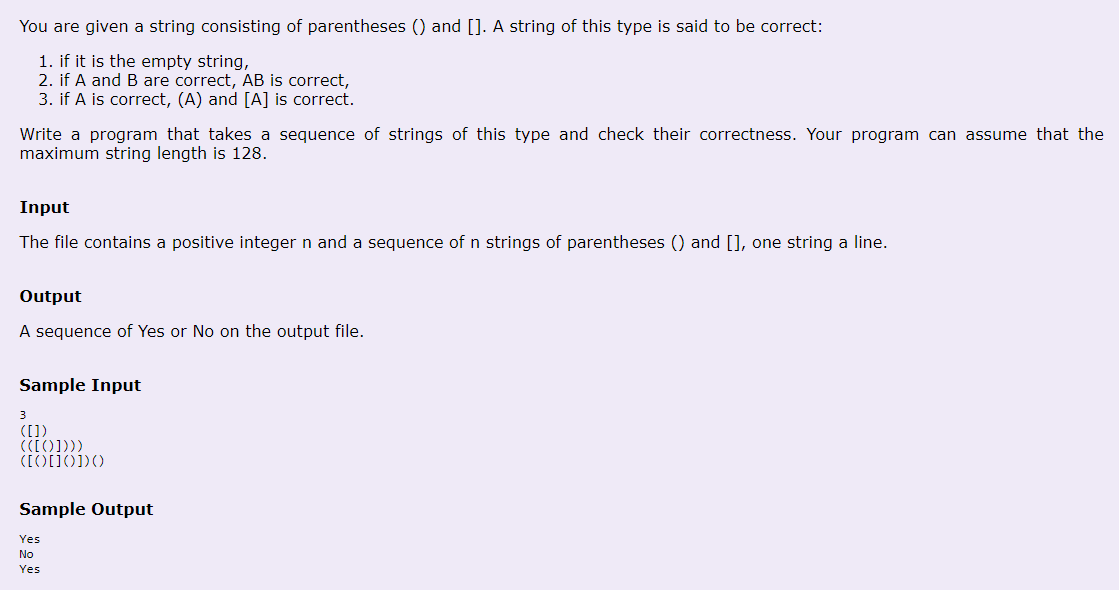 You are given a string consisting of parentheses () and []. A string of this type is said to be correct:
1. if it is the empty string,
2. if A and B are correct, AB is correct,
3. if A is correct, (A) and [A] is correct.
Write a program that takes a sequence of strings of this type and check their correctness. Your program can assume that the
maximum string length is 128.
Input
The file contains a positive integer n and a sequence of n strings of parentheses () and [], one string a line.
Output
A sequence of Yes or No on the output file.
Sample Input
3
([])
(([()])))
([()[]()])()
Sample Output
Yes
No
Yes